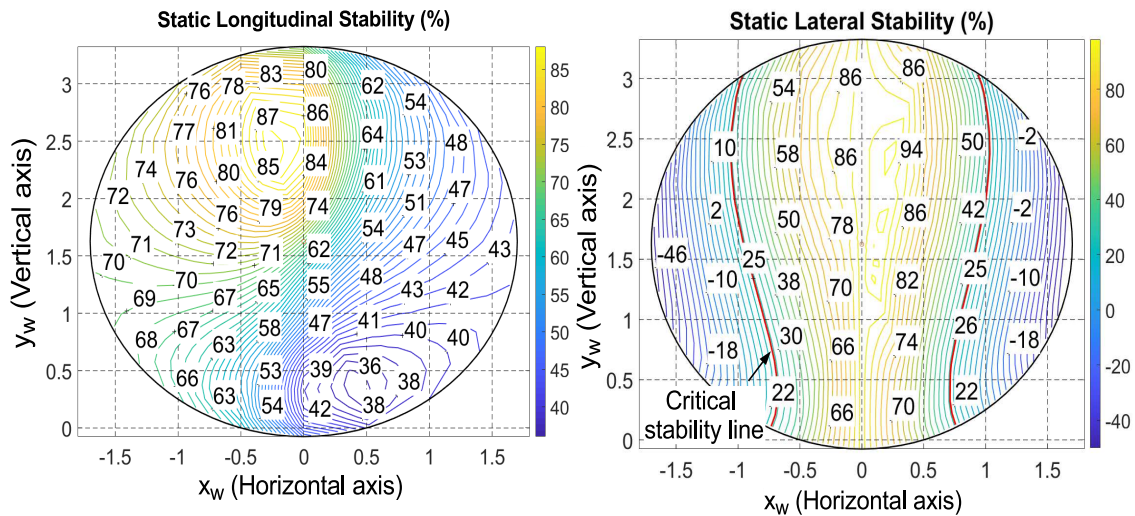 Static Longitudinal Stability (%)
83 80
76 78 62
54
87 86
77 81 64
48
85 84 53
74 76 80 61
72 47
76 79 74 51
73 54
71 72 71 62 47 45 43
70 70 65 55 48
69 67 43 42
68 67 58 47 41 40 40
63
66 53 39 36
63 38
54 42 38
3
2.5
2
1.5
1
0.5
0
-1.5 -1 -0.5 0 0.5 1 1.5
85
80
75
70
65
60
55
50
45
40
y_w (Vertical axis)
x_w (Horizontal axis)
Static Lateral Stability (%)
54 86 86
10 50 -2
58 86 94
2 50 78 86 42 -2
-46 25 25
-10 38 70 82 -10
-18 30 66 74 26 -18
22 66 70 22
Critical
stability line
3
2.5
2
1.5
1
0.5
0
-1.5 -1 -0.5 0 0.5 1 1.5
80
60
40
20
0
-20
-40
y_w (Vertical axis)
x_w (Horizontal axis)